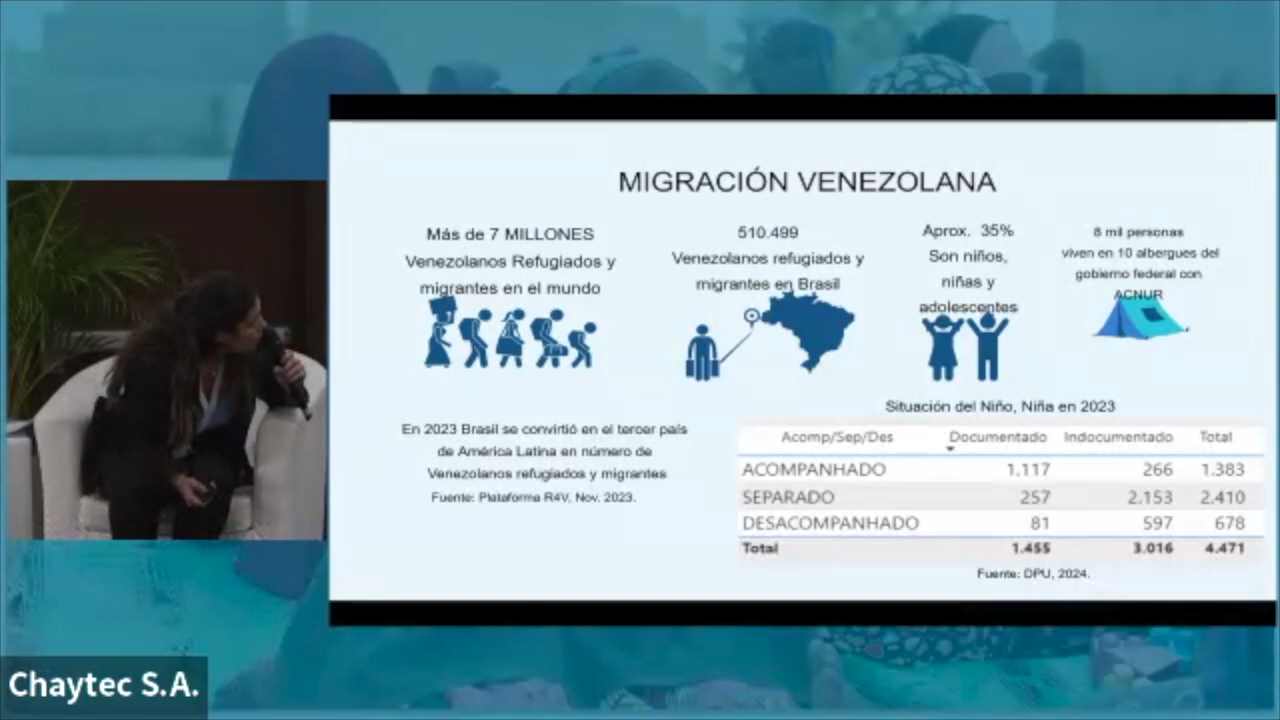 MIGRACIÓN VENEZOLANA
Más de 7 MILLONES
Venezolanos Refugiados y
migrantes en el mundo
510.499
Venezolanos refugiados y
migrantes en Brasil
Aprox. 35%
Son niños,
niñas y
adolescentes
8 mil personas
viven en 10 albergues del
gobierno federal con
ACNUR
En 2023 Brasil se convirtió en el tercer país
de América Latina en número de
Venezolanos refugiados y migrantes
Fuente: Plataforma R4V, Nov. 2023.
Situación del Niño, Niña en 2023
Acomp/Sep/Des Documentado Indocumentado Total
ACOMPANHADO 1.117 266 1.383
SEPARADO 257 2.153 2.410
DESACOMPANHADO 81 597 678
Total 1.455 3.016 4.471
Fuente: DPU, 2024.
Chaytec S.A.